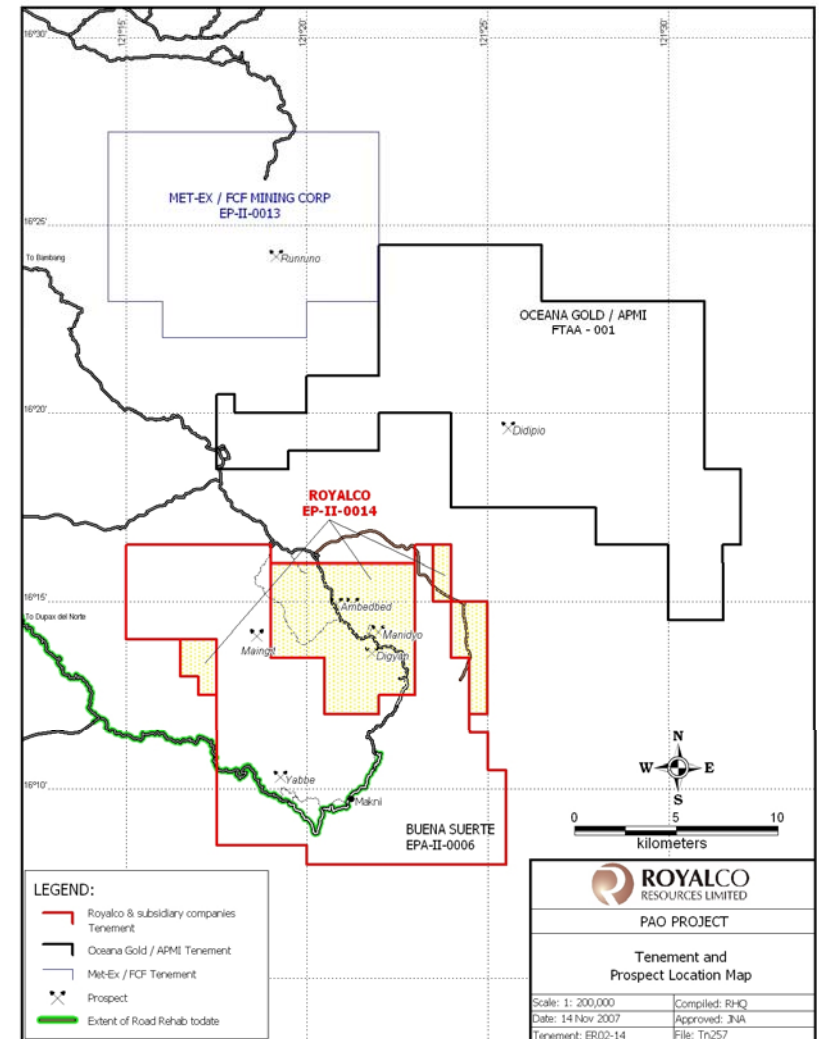 121°15'
121°20'
121°25'
121°30'
16°30'
MET-EX / FCF MINING CORP
EP-II-0013
16°25'
Runruno
To Bambang
OCEANA GOLD / APMI
FTAA - 001
16°20'
Didipio
ROYALCO
EP-II-0014
16°15'
Ambedbed
To Dupax del Norte
Manidyo
Maingit
Digyan
N
W E
S
16°10'
Yabbe
Makni
0 5 10
kilometers
BUENA SUERTE
EPA-II-0006
LEGEND:
Royalco & subsidiary companies
Tenement
Oceana Gold / APMI Tenement
Met-Ex / FCF Tenement
Prospect
Extent of Road Rehab todate
ROYALCO
RESOURCES LIMITED
PAO PROJECT
Tenement and
Prospect Location Map
Scale: 1: 200,000 Compiled: RHQ
Date: 14 Nov 2007 Approved: JNA
Tenement: ER02-14 File: Tn257